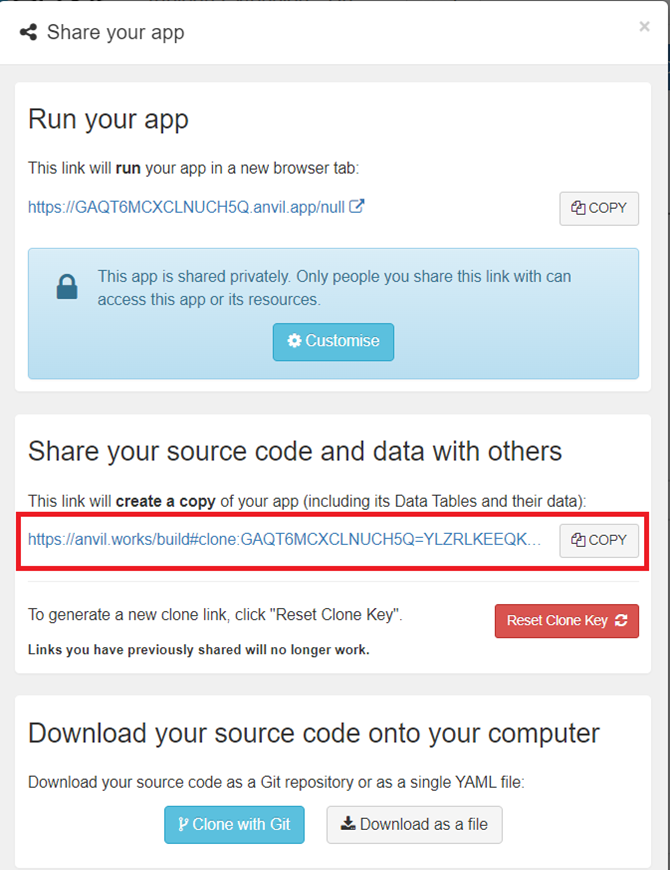 Share your app
×
Run your app
This link will run your app in a new browser tab:
https://GAQT6MCXCLNUCH5Q.anvil.app/null
COPY
This app is shared privately. Only people you share this link with can
access this app or its resources.
Customise
Share your source code and data with others
This link will create a copy of your app (including its Data Tables and their data):
https://anvil.works/build#clone:GAQT6MCXCLNUCH5Q=YLZRLKEEQK...
COPY
To generate a new clone link, click "Reset Clone Key".
Reset Clone Key
Links you have previously shared will no longer work.
Download your source code onto your computer
Download your source code as a Git repository or as a single YAML file:
Clone with Git
Download as a file